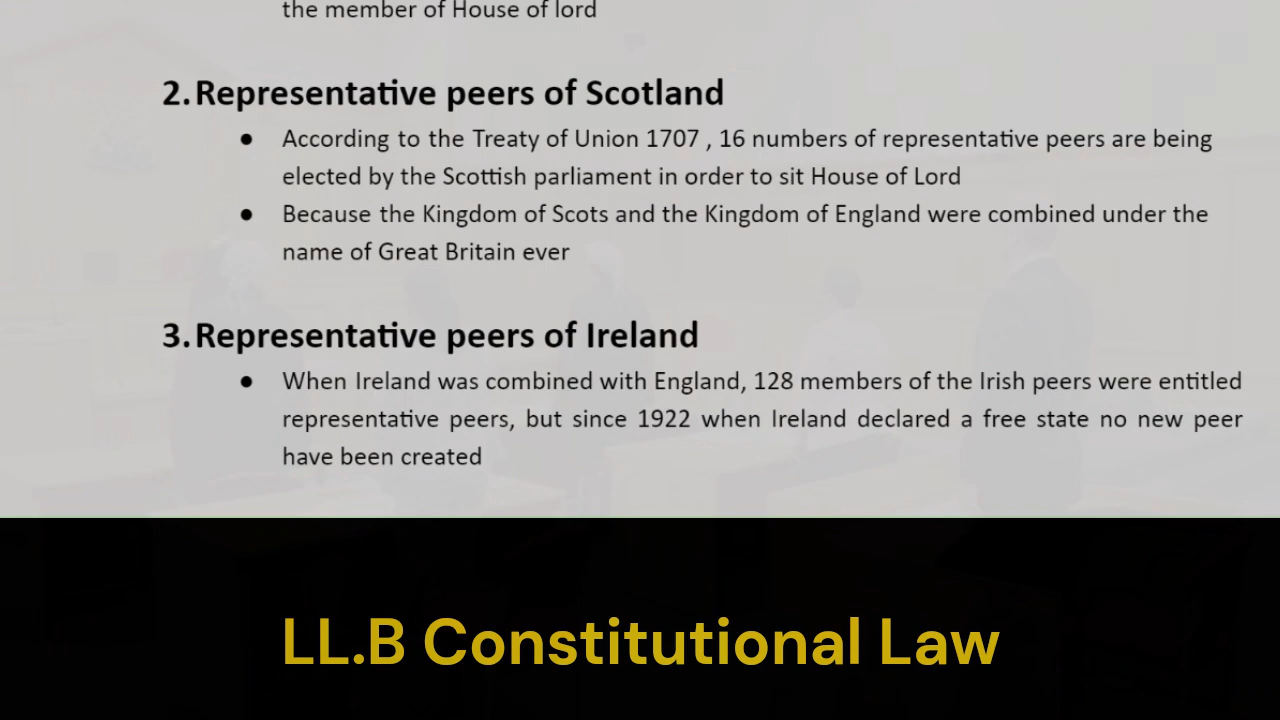 the member of House of lord
2. Representative peers of Scotland
● According to the Treaty of Union 1707 , 16 numbers of representative peers are being
elected by the Scottish parliament in order to sit House of Lord
● Because the Kingdom of Scots and the Kingdom of England were combined under the
name of Great Britain ever
3. Representative peers of Ireland
● When Ireland was combined with England, 128 members of the Irish peers were entitled
representative peers, but since 1922 when Ireland declared a free state no new peer
have been created
LL.B Constitutional Law